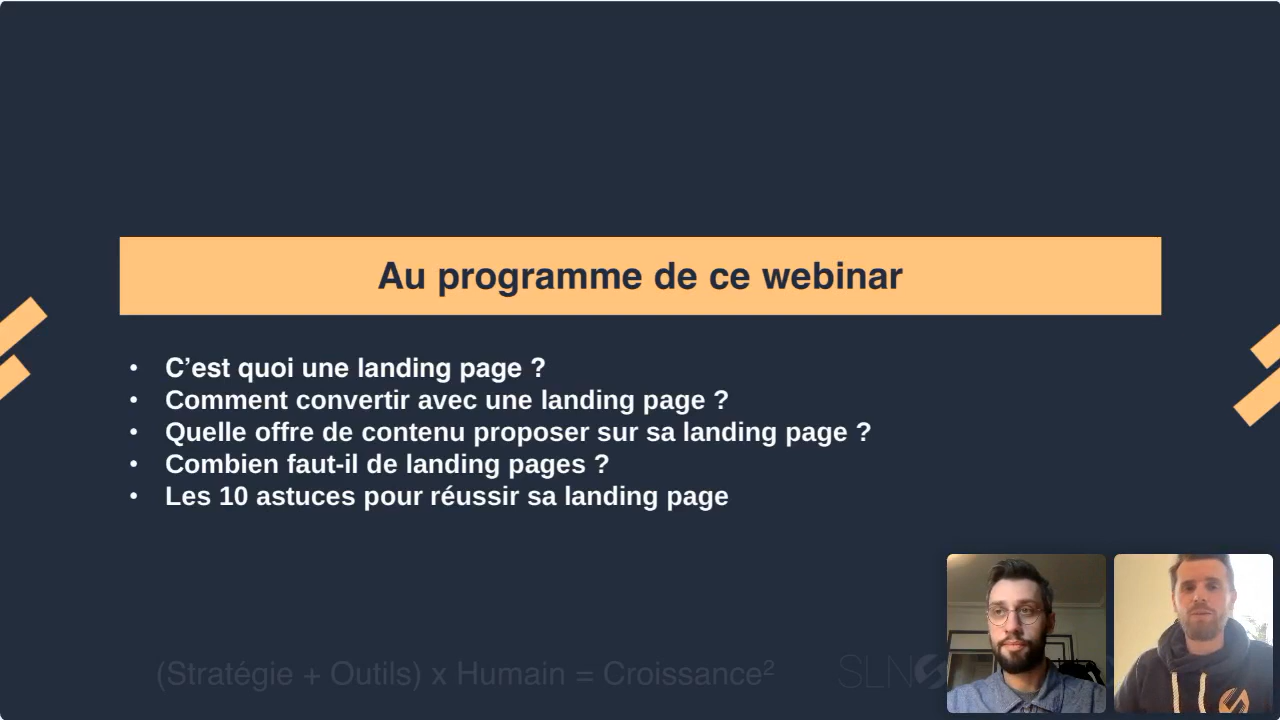 Au programme de ce webinar
• C’est quoi une landing page ?
• Comment convertir avec une landing page ?
• Quelle offre de contenu proposer sur sa landing page ?
• Combien faut-il de landing pages ?
• Les 10 astuces pour réussir sa landing page
(Stratégie + Outils) x Humain = Croissance²
SLN